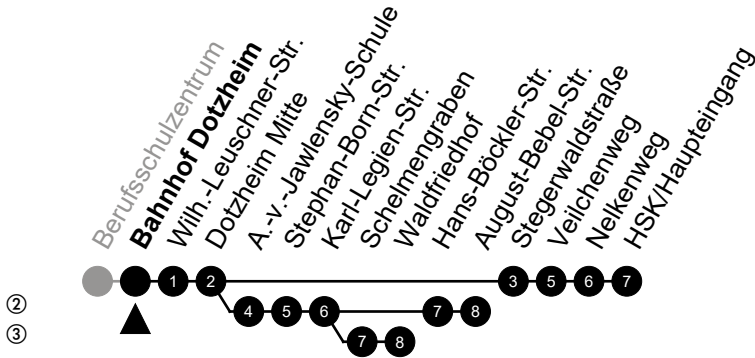 Berufsschulzentrum
Bahnhof Dotzheim
Wilh.-Leuschner-Str.
Dotzheim Mitte
A.-v.-Jawlensky-Schule
Stephan-Born-Str.
Karl-Legien-Str.
Schelmengraben
Waldfriedhof
Hans-Böckler-Str.
August-Bebel-Str.
Stegerwaldstraße
Veilchenweg
Nelkenweg
HSK/Haupteingang
1 2 3 5 6 7
② 4 5 6 7 8
③ 7 8